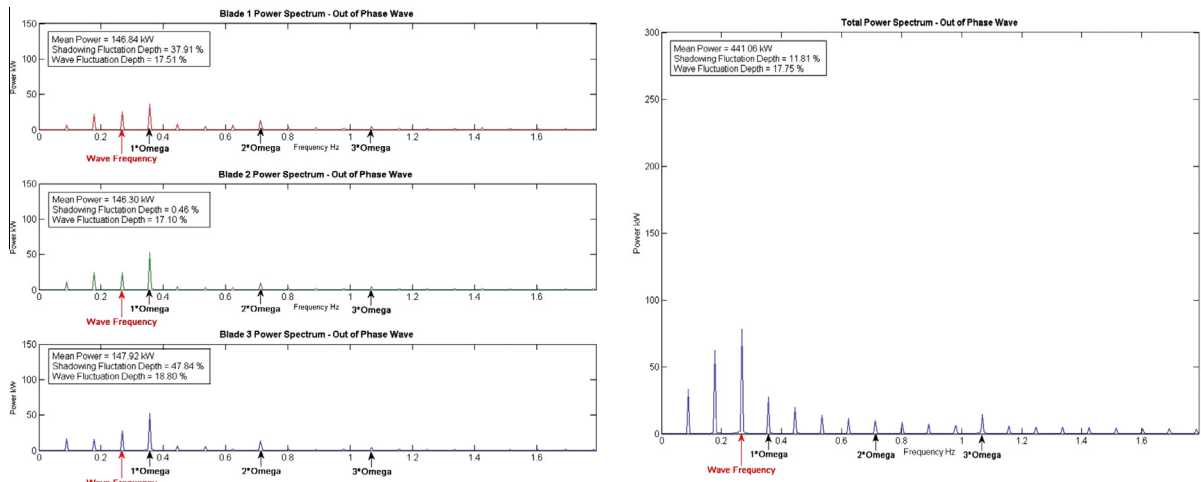 Blade 1 Power Spectrum - Out of Phase Wave
150
Mean Power = 146.84 kW
Shadowing Fluctation Depth = 37.91 %
Wave Fluctuation Depth = 17.51 %
100
Power kW
50
0
0 0.2 0.4 0.6 0.8 1 1.2 1.4 1.6
1*Omega 2*Omega Frequency Hz 3*Omega
Wave Frequency
Blade 2 Power Spectrum - Out of Phase Wave
150
Mean Power = 146.30 kW
Shadowing Fluctation Depth = 0.46 %
Wave Fluctuation Depth = 17.10 %
100
Power kW
50
0
0 0.2 0.4 0.6 0.8 1 1.2 1.4 1.6
1*Omega 2*Omega Frequency Hz 3*Omega
Wave Frequency
Blade 3 Power Spectrum - Out of Phase Wave
150
Mean Power = 147.92 kW
Shadowing Fluctation Depth = 47.84 %
Wave Fluctuation Depth = 18.80 %
100
Power kW
50
0
0 0.2 0.4 0.6 0.8 1 1.2 1.4 1.6
1*Omega 2*Omega Frequency Hz 3*Omega
Wave Frequency
Total Power Spectrum - Out of Phase Wave
300
Mean Power = 441.06 kW
Shadowing Fluctation Depth = 11.81 %
Wave Fluctuation Depth = 17.75 %
250
200
Power kW
150
100
50
0
0 0.2 0.4 0.6 0.8 1 1.2 1.4 1.6
1*Omega 2*Omega Frequency Hz 3*Omega
Wave Frequency